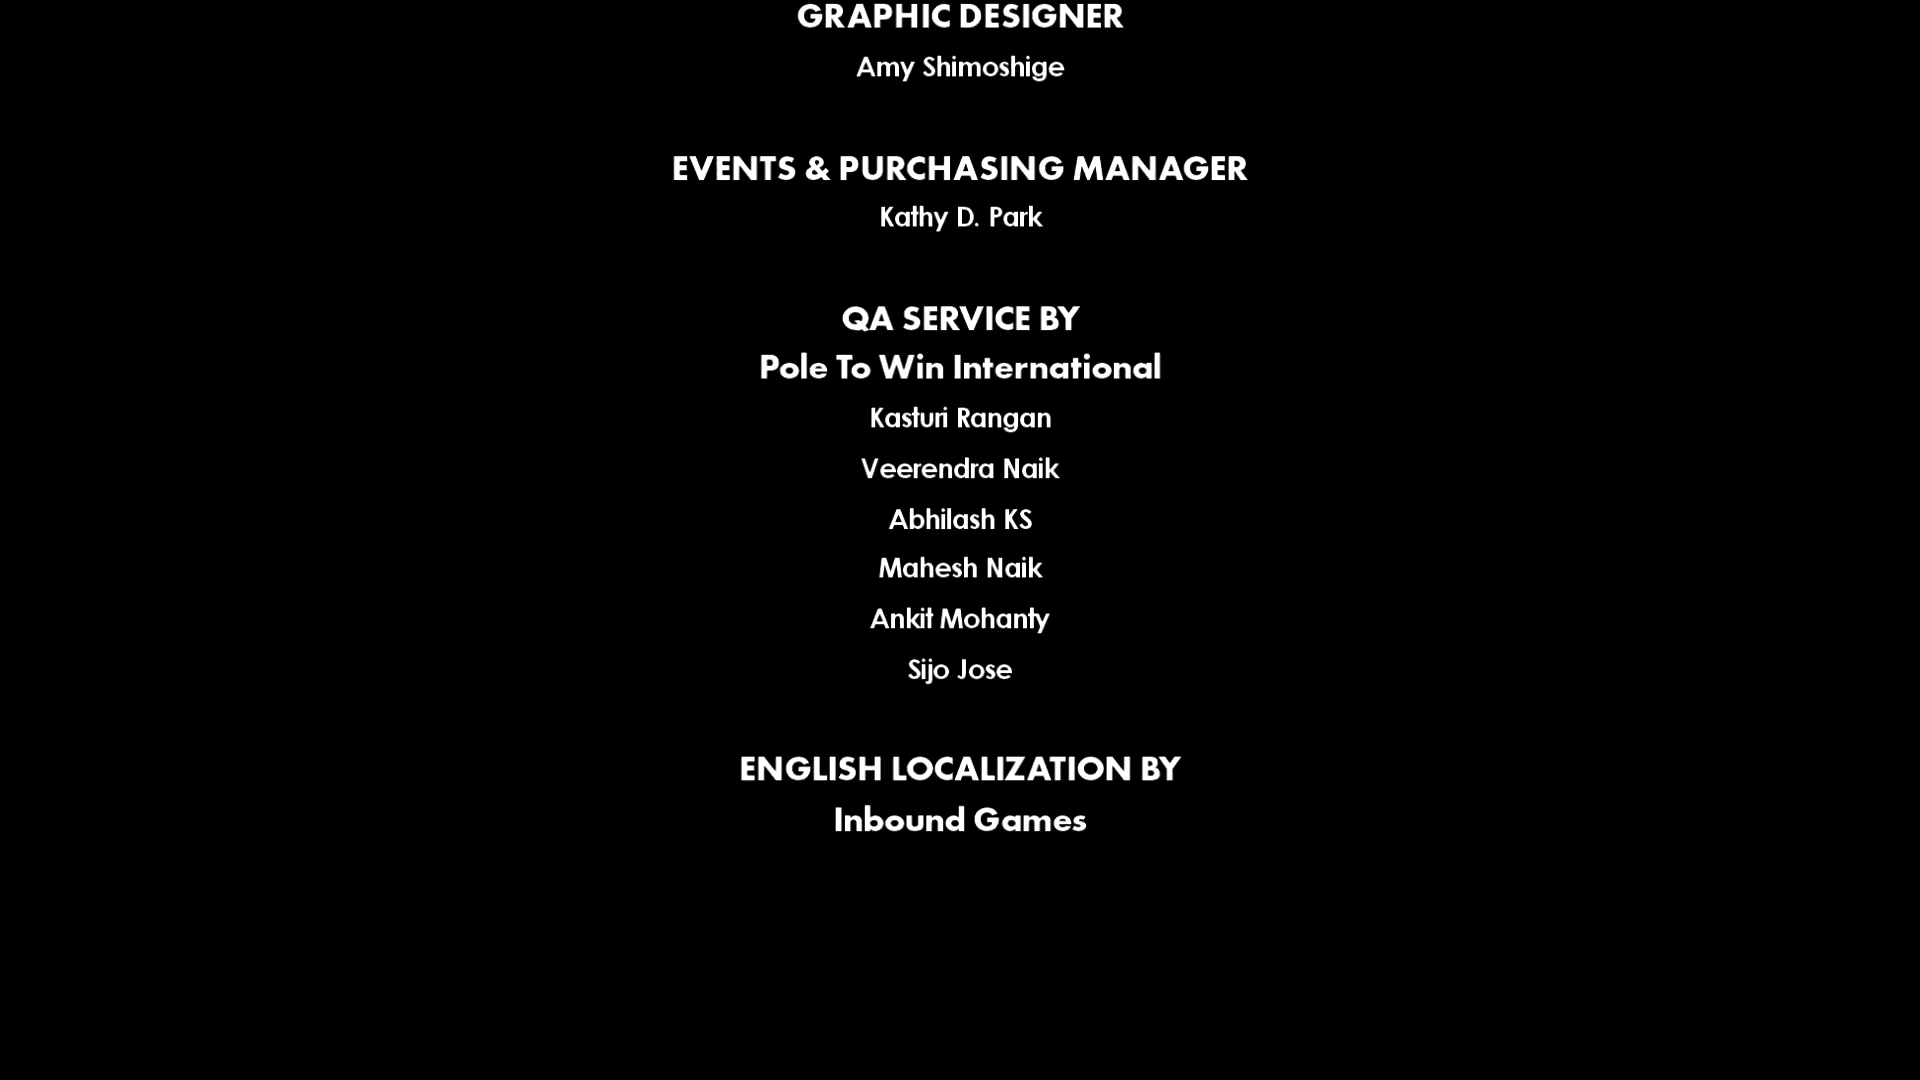 GRAPHIC DESIGNER
Amy Shimoshige
EVENTS & PURCHASING MANAGER
Kathy D. Park
QA SERVICE BY
Pole To Win International
Kasturi Rangan
Veerendra Naik
Abhilash KS
Mahesh Naik
Ankit Mohanty
Sijo Jose
ENGLISH LOCALIZATION BY
Inbound Games